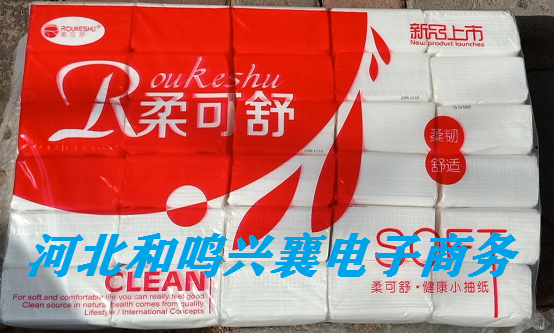 ROUKESHU®
柔可舒
新品上市
New product launches
Roukeshu
柔可舒
柔韧
舒适
河北和鸣兴襄电子商务
SOFT
CLEAN
柔可舒·健康小抽纸
For soft and comfortable life you can really feel good
Clean source in natural health comes from quality
Lifestyle / International Concepts